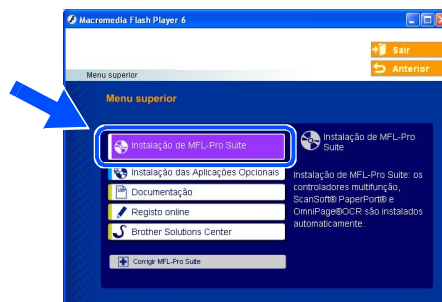 Macromedia Flash Player 6
Sair
Anterior
Menu superior
Menu superior
Instalação de MFL-Pro Suite
Instalação das Aplicações Opcionais
Documentação
Registo online
Brother Solutions Center
Corrigir MFL-Pro Suite
Instalação de MFL-Pro
Suite
Instalação de MFL-Pro Suite: os
controladores multifunção,
ScanSoft® PaperPort® e
OmniPage®OCR são instalados
automaticamente.